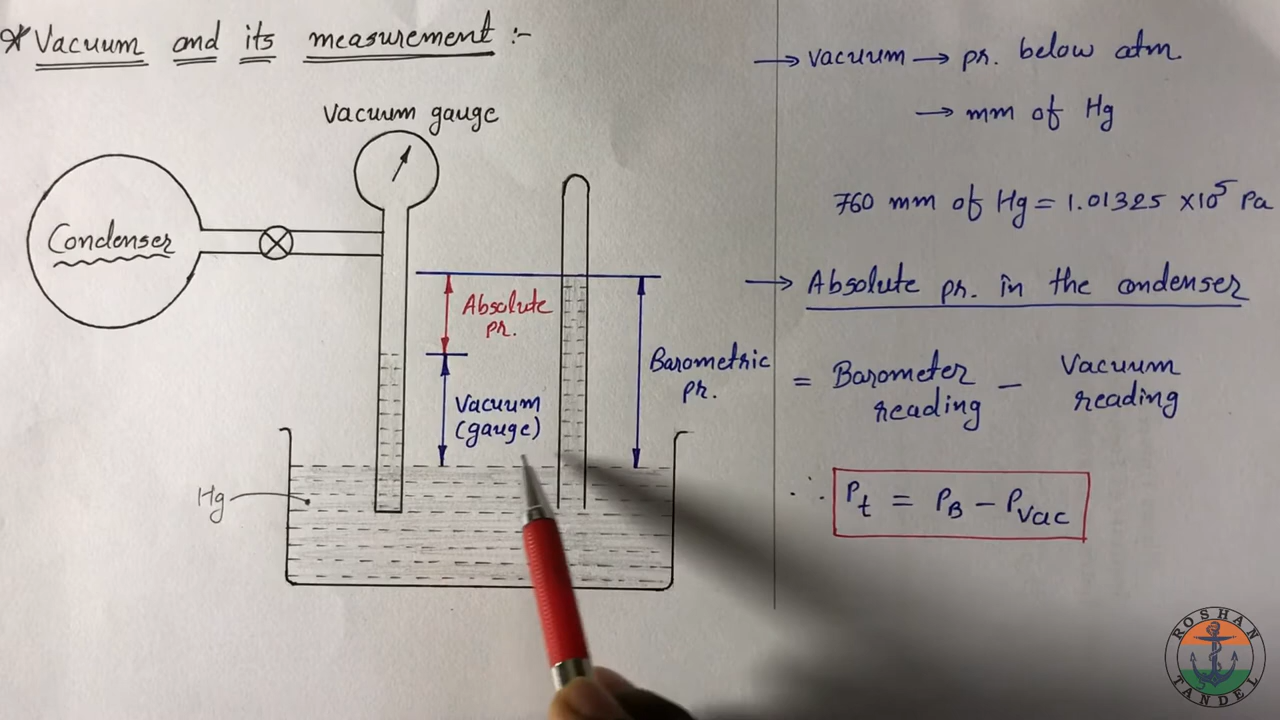 * Vacuum and its measurement :-
Vacuum gauge
Condenser
Absolute
pr.
Vacuum
(gauge)
Barometric
pr.
Hg
→ Vacuum → pr. below atm
→ mm of Hg
760 mm of Hg = 1.01325 ×10⁵ Pa
→ Absolute pr. in the condenser
= Barometer reading − Vacuum reading
∴ Pt = PB − Pvac
ROSHAN
TANDEL